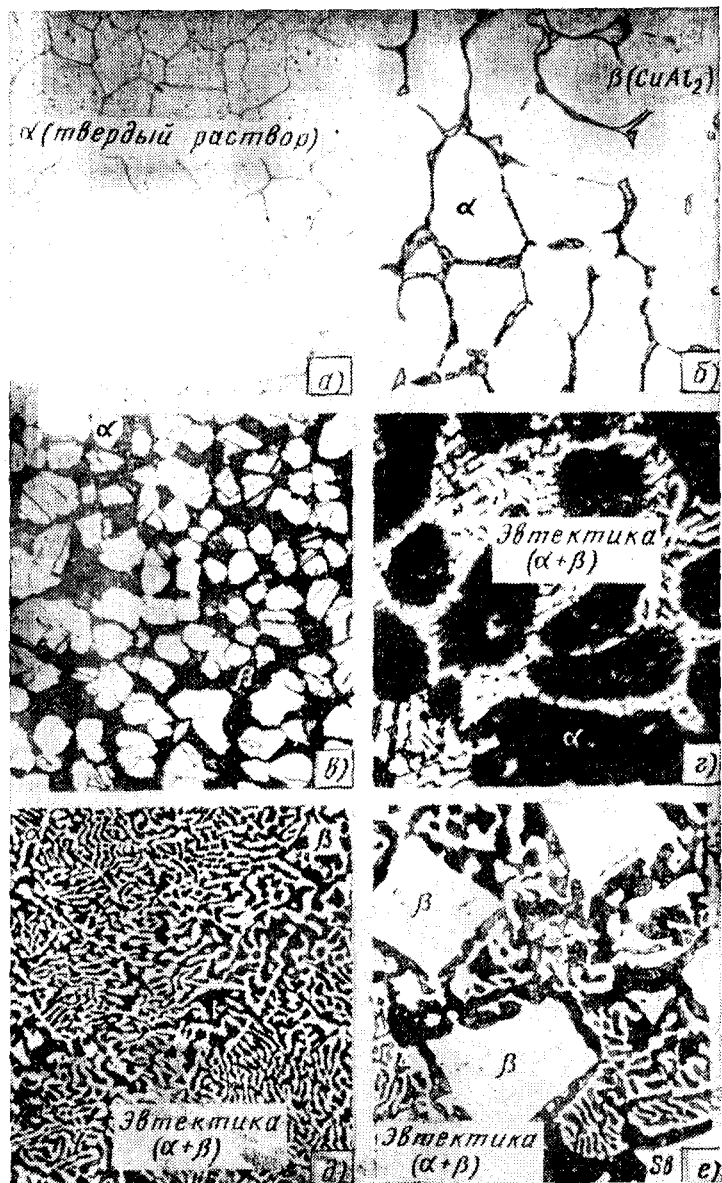 α (твердый раствор)
а)
β(CuAl₂)
α
б)
α
β
в)
Эвтектика
(α+β)
α
г)
β
Эвтектика
(α+β)
д)
β
β
Эвтектика
(α+β)
Sb
е)